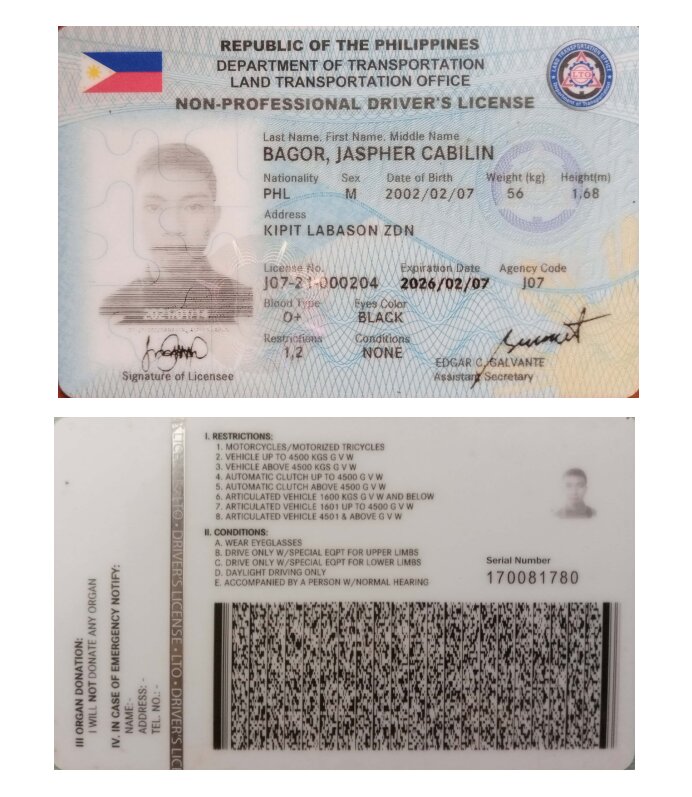 REPUBLIC OF THE PHILIPPINES
DEPARTMENT OF TRANSPORTATION
LAND TRANSPORTATION OFFICE
NON-PROFESSIONAL DRIVER'S LICENSE
LTO
Last Name, First Name, Middle Name
BAGOR, JASPHER CABILIN
Nationality Sex Date of Birth Weight (kg) Height(m)
PHL M 2002/02/07 56 1.68
Address
KIPIT LABASON ZDN
License No. Expiration Date Agency Code
J07-21-000204 2026/02/07 J07
Blood Type Eyes Color
O+ BLACK
Restrictions Conditions
1,2 NONE
2021/01/14
Signature of Licensee
EDGAR C. GALVANTE
Assistant Secretary
I. RESTRICTIONS:
1. MOTORCYCLES/MOTORIZED TRICYCLES
2. VEHICLE UP TO 4500 KGS G V W
3. VEHICLE ABOVE 4500 KGS G V W
4. AUTOMATIC CLUTCH UP TO 4500 G V W
5. AUTOMATIC CLUTCH ABOVE 4500 G V W
6. ARTICULATED VEHICLE 1600 KGS G V W AND BELOW
7. ARTICULATED VEHICLE 1601 UP TO 4500 G V W
8. ARTICULATED VEHICLE 4501 & ABOVE G V W
II. CONDITIONS:
A. WEAR EYEGLASSES
B. DRIVE ONLY W/SPECIAL EQPT FOR UPPER LIMBS
C. DRIVE ONLY W/SPECIAL EQPT FOR LOWER LIMBS
D. DAYLIGHT DRIVING ONLY
E. ACCOMPANIED BY A PERSON W/NORMAL HEARING
Serial Number
170081780
III ORGAN DONATION:
I WILL NOT DONATE ANY ORGAN
IV. IN CASE OF EMERGENCY NOTIFY:
NAME:-
ADDRESS: -
TEL. NO.: -
LTO • DRIVER'S LICENSE • LTO • DRIVER'S LIC